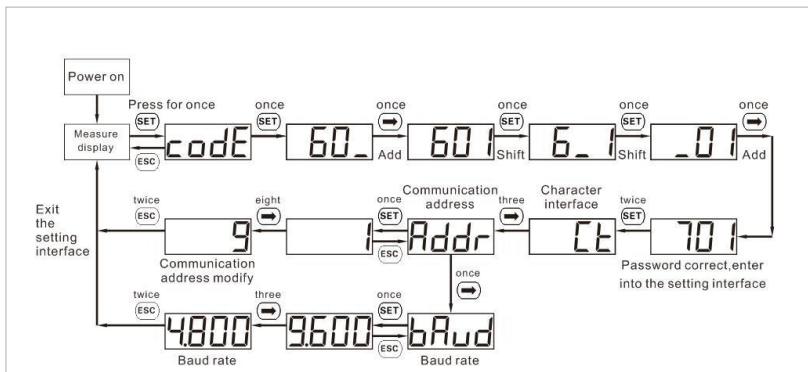 Power on
Press for once
SET
Measure
display
ESC
codE
once
SET
60_
once
Add
601
once
SET
Shift
6_1
once
SET
Shift
_01
once
Add
701
Password correct,enter
into the setting interface
twice
SET
Character
interface
Ct
three
Communication
address
Addr
once
SET
ESC
1
eight
9
Communication
address modify
twice
ESC
Exit
the
setting
interface
once
bAud
Baud rate
once
SET
ESC
9.600
three
4.800
Baud rate
twice
ESC